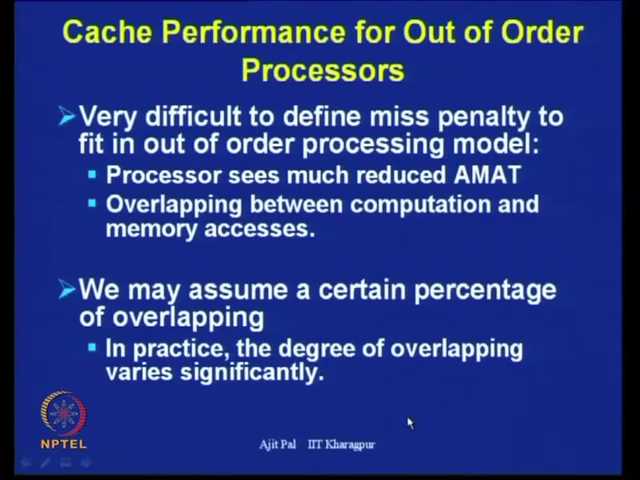 Cache Performance for Out of Order
Processors
Very difficult to define miss penalty to
fit in out of order processing model:
Processor sees much reduced AMAT
Overlapping between computation and
memory accesses.
We may assume a certain percentage
of overlapping
In practice, the degree of overlapping
varies significantly.
NPTEL
Ajit Pal IIT Kharagpur